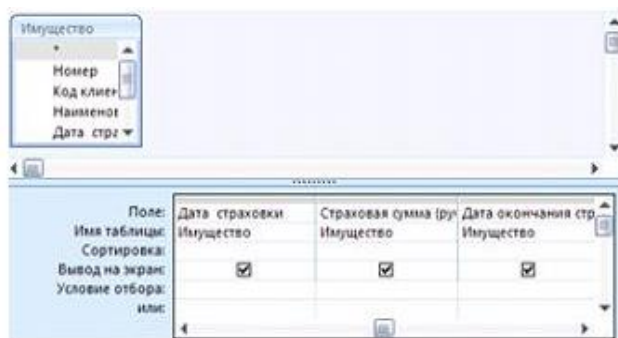 Имущество
*
Номер
Код клиен
Наименов
Дата стра
Поле: Дата страховки Страховая сумма (ру Дата окончания стр
Имя таблицы: Имущество Имущество Имущество
Сортировка:
Вывод на экран:
Условие отбора:
или: